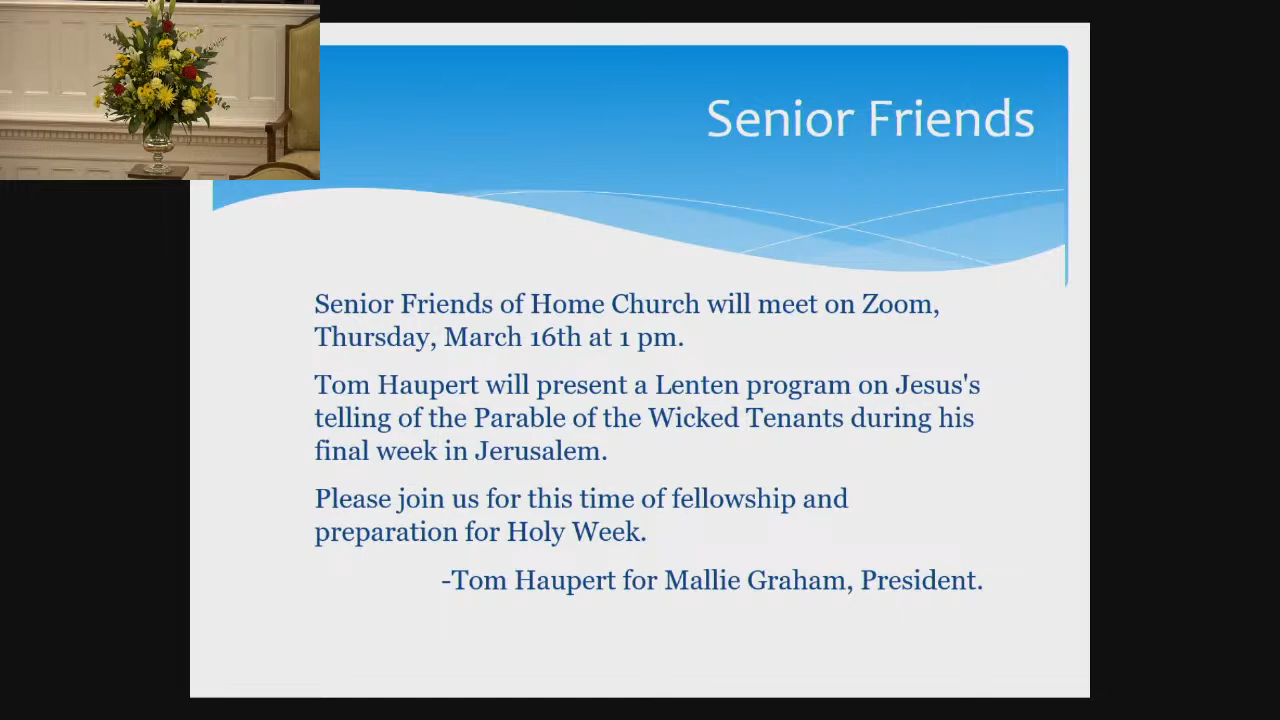 Senior Friends
Senior Friends of Home Church will meet on Zoom,
Thursday, March 16th at 1 pm.
Tom Haupert will present a Lenten program on Jesus's
telling of the Parable of the Wicked Tenants during his
final week in Jerusalem.
Please join us for this time of fellowship and
preparation for Holy Week.
-Tom Haupert for Mallie Graham, President.